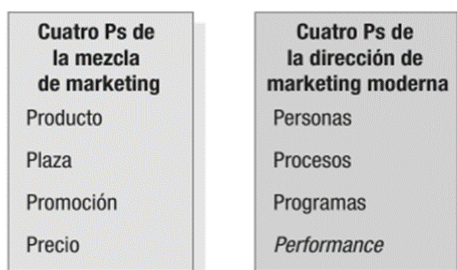 Cuatro Ps de
la mezcla
de marketing
Producto
Plaza
Promoción
Precio
Cuatro Ps de
la dirección de
marketing moderna
Personas
Procesos
Programas
Performance